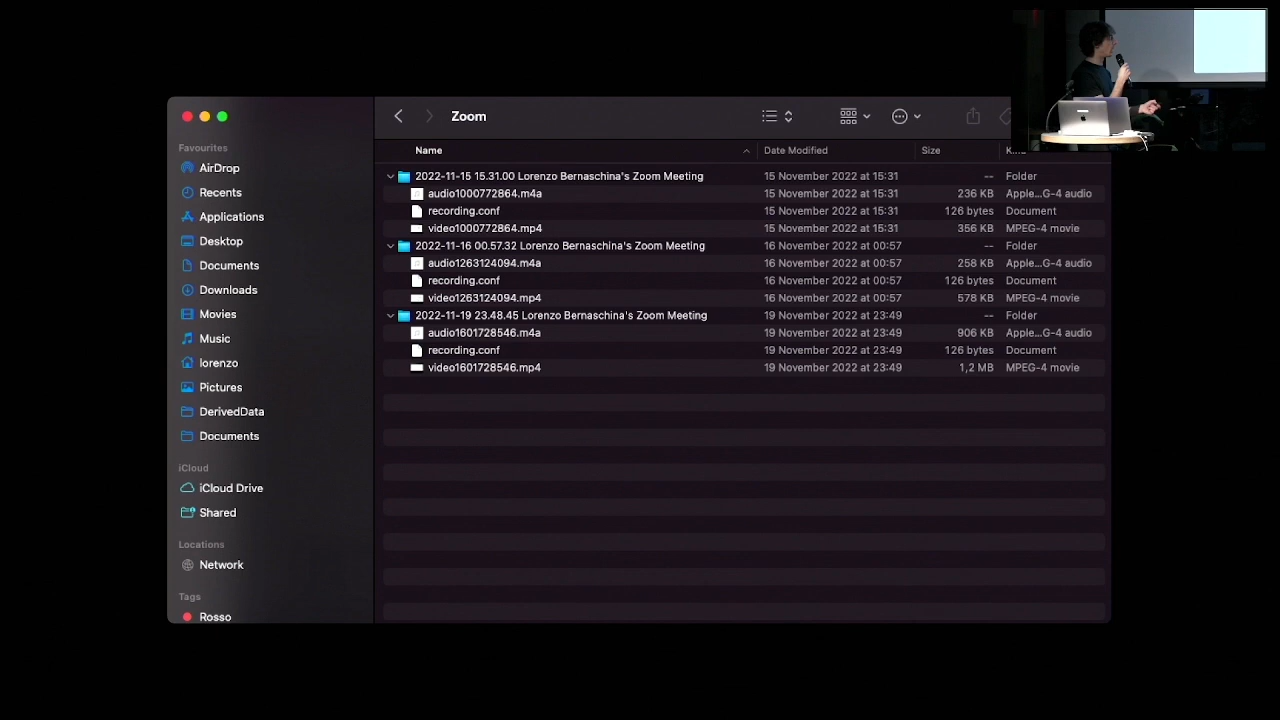 Zoom
Favourites
AirDrop
Recents
Applications
Desktop
Documents
Downloads
Movies
Music
lorenzo
Pictures
DerivedData
Documents
iCloud
iCloud Drive
Shared
Locations
Network
Tags
Rosso
Name Date Modified Size
2022-11-15 15.31.00 Lorenzo Bernaschina's Zoom Meeting 15 November 2022 at 15:31 -- Folder
audio1000772864.m4a 15 November 2022 at 15:31 236 KB Apple...G-4 audio
recording.conf 15 November 2022 at 15:31 126 bytes Document
video1000772864.mp4 15 November 2022 at 15:31 356 KB MPEG-4 movie
2022-11-16 00.57.32 Lorenzo Bernaschina's Zoom Meeting 16 November 2022 at 00:57 -- Folder
audio1263124094.m4a 16 November 2022 at 00:57 258 KB Apple...G-4 audio
recording.conf 16 November 2022 at 00:57 126 bytes Document
video1263124094.mp4 16 November 2022 at 00:57 578 KB MPEG-4 movie
2022-11-19 23.48.45 Lorenzo Bernaschina's Zoom Meeting 19 November 2022 at 23:49 -- Folder
audio1601728546.m4a 19 November 2022 at 23:49 906 KB Apple...G-4 audio
recording.conf 19 November 2022 at 23:49 126 bytes Document
video1601728546.mp4 19 November 2022 at 23:49 1,2 MB MPEG-4 movie